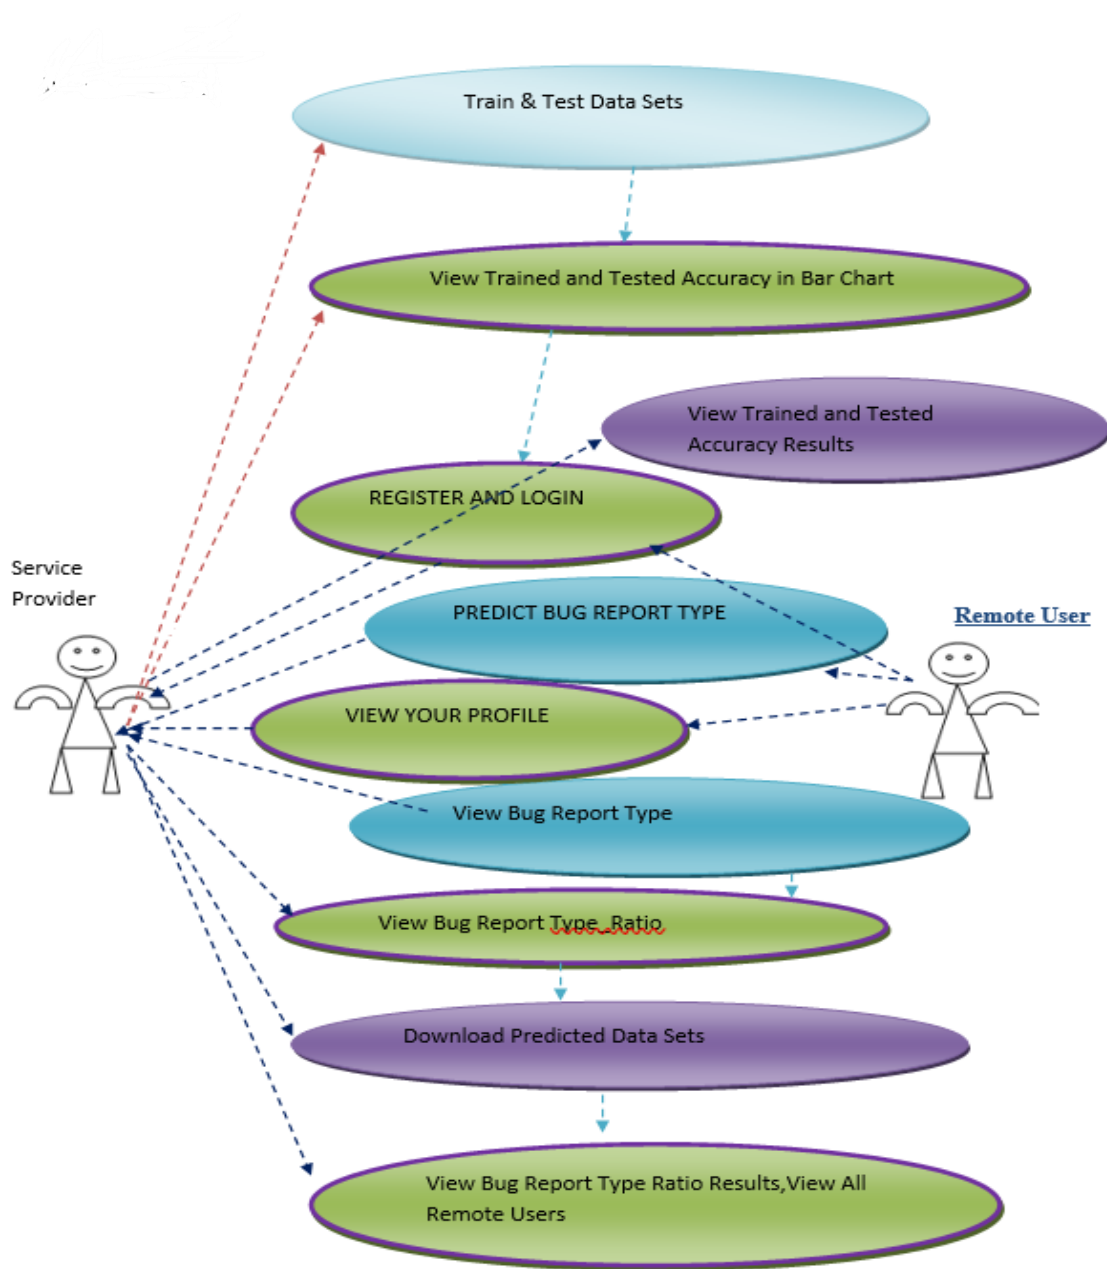 Train & Test Data Sets
View Trained and Tested Accuracy in Bar Chart
View Trained and Tested
Accuracy Results
REGISTER AND LOGIN
Service
Provider
PREDICT BUG REPORT TYPE
Remote User
VIEW YOUR PROFILE
View Bug Report Type
View Bug Report Type_Ratio
Download Predicted Data Sets
View Bug Report Type Ratio Results,View All
Remote Users